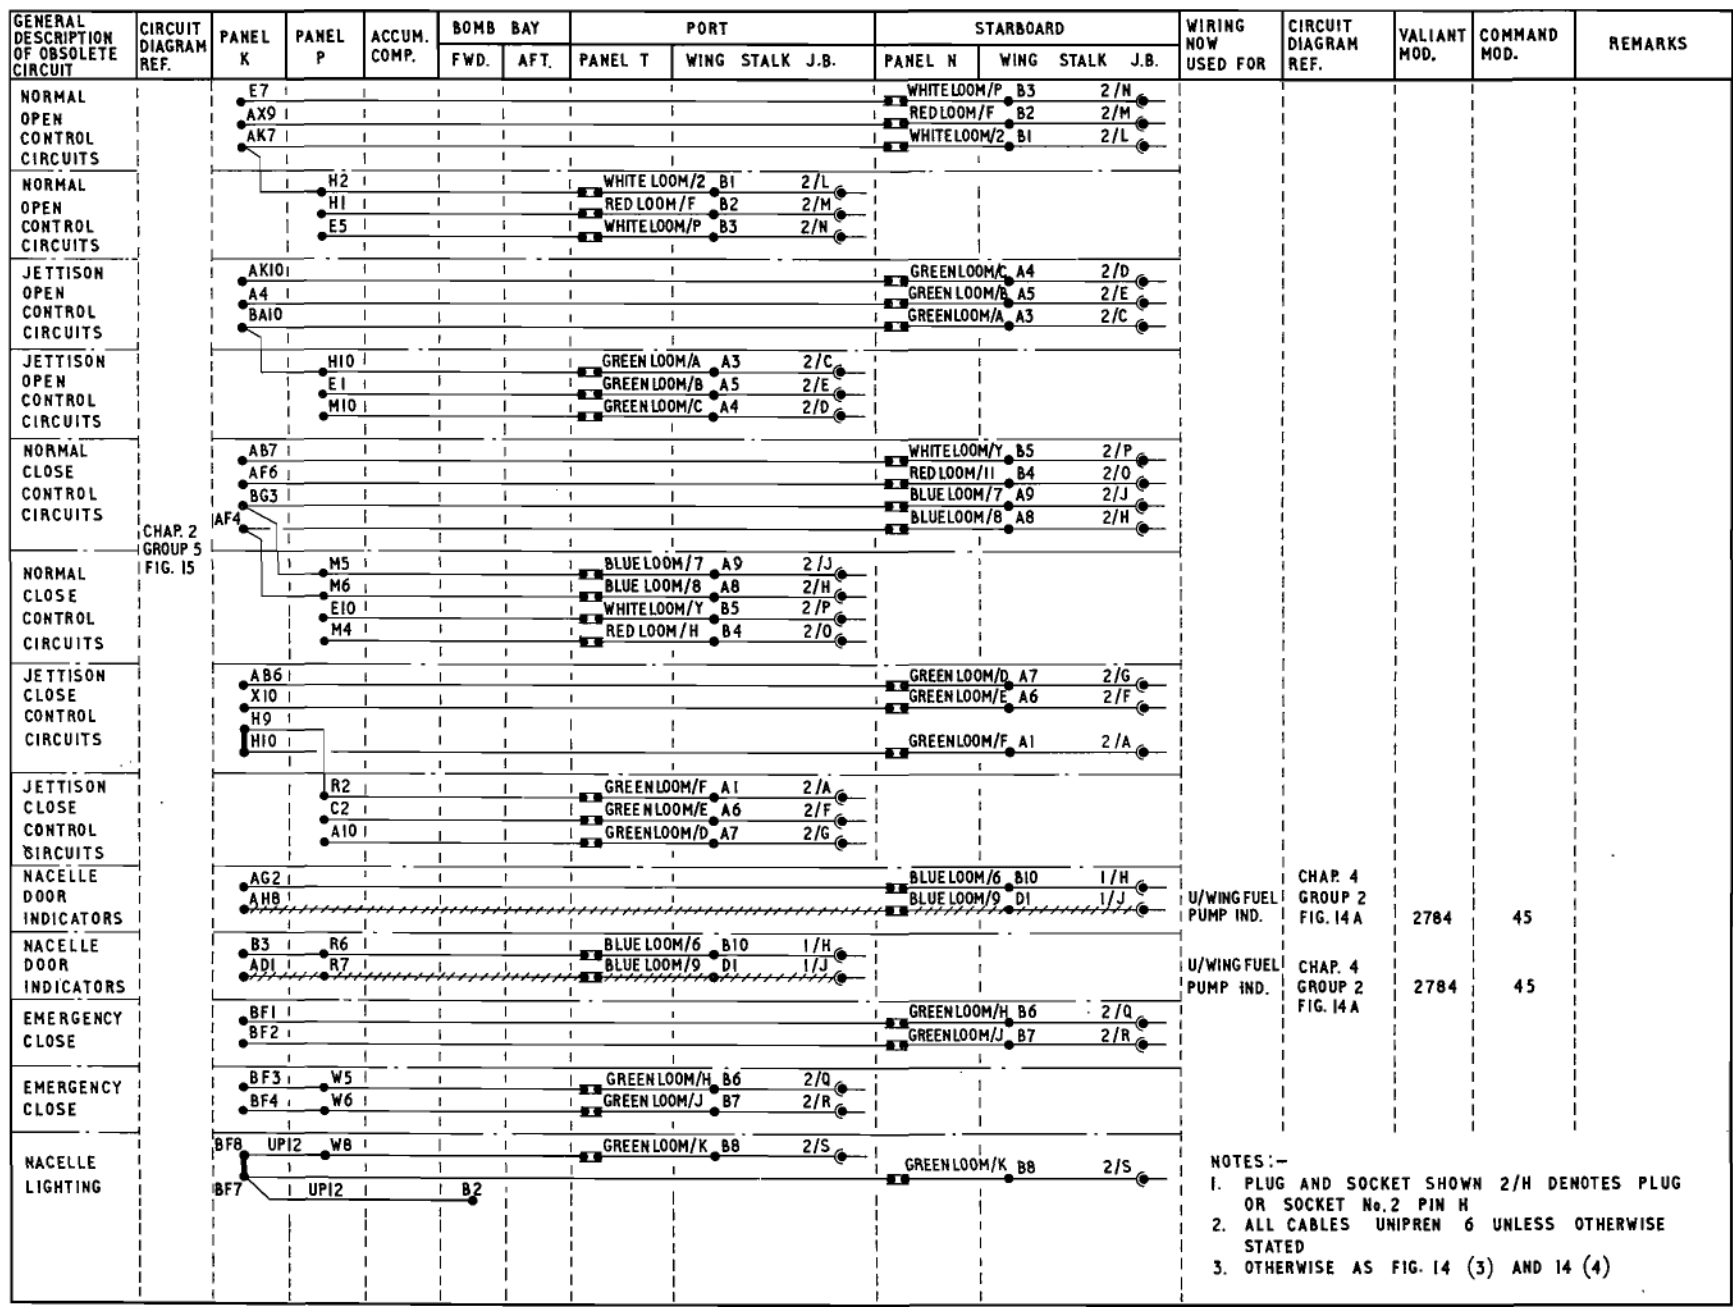 GENERAL DESCRIPTION OF OBSOLETE CIRCUIT
CIRCUIT DIAGRAM REF.
PANEL K
PANEL P
ACCUM. COMP.
BOMB BAY
FWD.
AFT.
PORT
PANEL T
WING STALK J.B.
STARBOARD
PANEL N
WING STALK J.B.
WIRING NOW USED FOR
CIRCUIT DIAGRAM REF.
VALIANT MOD.
COMMAND MOD.
REMARKS
CHAP. 2
GROUP 5
FIG. 15
NORMAL
OPEN
CONTROL
CIRCUITS
E7 WHITE LOOM/P B3 2/N
AX9 RED LOOM/F B2 2/M
AK7 WHITE LOOM/2 B1 2/L
NORMAL
OPEN
CONTROL
CIRCUITS
H2 WHITE LOOM/2 B1 2/L
H1 RED LOOM/F B2 2/M
E5 WHITE LOOM/P B3 2/N
JETTISON
OPEN
CONTROL
CIRCUITS
AK10 GREEN LOOM/C A4 2/D
A4 GREEN LOOM/B A5 2/E
BA10 GREEN LOOM/A A3 2/C
JETTISON
OPEN
CONTROL
CIRCUITS
H10 GREEN LOOM/A A3 2/C
E1 GREEN LOOM/B A5 2/E
M10 GREEN LOOM/C A4 2/D
NORMAL
CLOSE
CONTROL
CIRCUITS
AB7 WHITE LOOM/Y B5 2/P
AF6 RED LOOM/11 B4 2/O
BG3 BLUE LOOM/7 A9 2/J
AF4 BLUE LOOM/8 A8 2/H
NORMAL
CLOSE
CONTROL
CIRCUITS
M5 BLUE LOOM/7 A9 2/J
M6 BLUE LOOM/8 A8 2/H
E10 WHITE LOOM/Y B5 2/P
M4 RED LOOM/H B4 2/O
JETTISON
CLOSE
CONTROL
CIRCUITS
AB6 GREEN LOOM/D A7 2/G
X10 GREEN LOOM/E A6 2/F
H9
H10 GREEN LOOM/F A1 2/A
JETTISON
CLOSE
CONTROL
CIRCUITS
R2 GREEN LOOM/F A1 2/A
C2 GREEN LOOM/E A6 2/F
A10 GREEN LOOM/D A7 2/G
NACELLE
DOOR
INDICATORS
AG2 BLUE LOOM/6 B10 1/H
AH8 BLUE LOOM/9 D1 1/J
U/WING FUEL PUMP IND.
CHAP. 4
GROUP 2
FIG. 14A
2784
45
NACELLE
DOOR
INDICATORS
B3 R6 BLUE LOOM/6 B10 1/H
AD1 R7 BLUE LOOM/9 D1 1/J
U/WING FUEL
PUMP IND.
CHAP. 4
GROUP 2
FIG. 14A
2784
45
EMERGENCY
CLOSE
BF1 GREEN LOOM/H B6 2/Q
BF2 GREEN LOOM/J B7 2/R
EMERGENCY
CLOSE
BF3 W5 GREEN LOOM/H B6 2/Q
BF4 W6 GREEN LOOM/J B7 2/R
NACELLE
LIGHTING
BF8 UP12 W8 GREEN LOOM/K B8 2/S
GREEN LOOM/K B8 2/S
BF7 UP12 B2
NOTES:-
1. PLUG AND SOCKET SHOWN 2/H DENOTES PLUG
OR SOCKET No.2 PIN H
2. ALL CABLES UNIPREN 6 UNLESS OTHERWISE
STATED
3. OTHERWISE AS FIG. 14 (3) AND 14 (4)